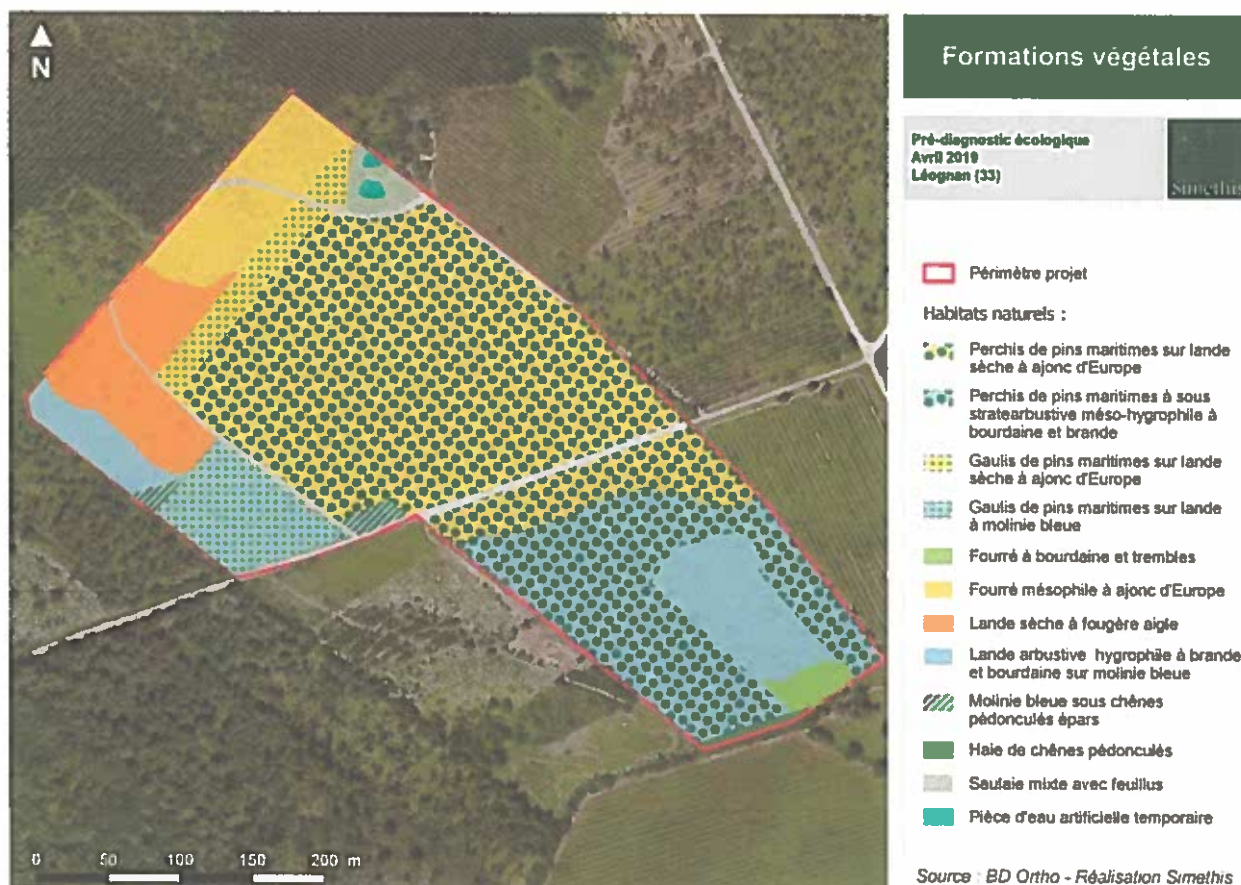 N
Formations végétales
Pré-diagnostic écologique
Avril 2019
Léognan (33)
Simethis
Périmètre projet
Habitats naturels :
Perchis de pins maritimes sur lande
sèche à ajonc d'Europe
Perchis de pins maritimes à sous
stratearbustive méso-hygrophile à
bourdaine et brande
Gaulis de pins maritimes sur lande
sèche à ajonc d'Europe
Gaulis de pins maritimes sur lande
à molinie bleue
Fourré à bourdaine et trembles
Fourré mésophile à ajonc d'Europe
Lande sèche à fougère aigle
Lande arbustive hygrophile à brande
et bourdaine sur molinie bleue
Molinie bleue sous chênes
pédonculés épars
Haie de chênes pédonculés
Saulaie mixte avec feuillus
Pièce d'eau artificielle temporaire
0 50 100 150 200 m
Source : BD Ortho - Réalisation Simethis